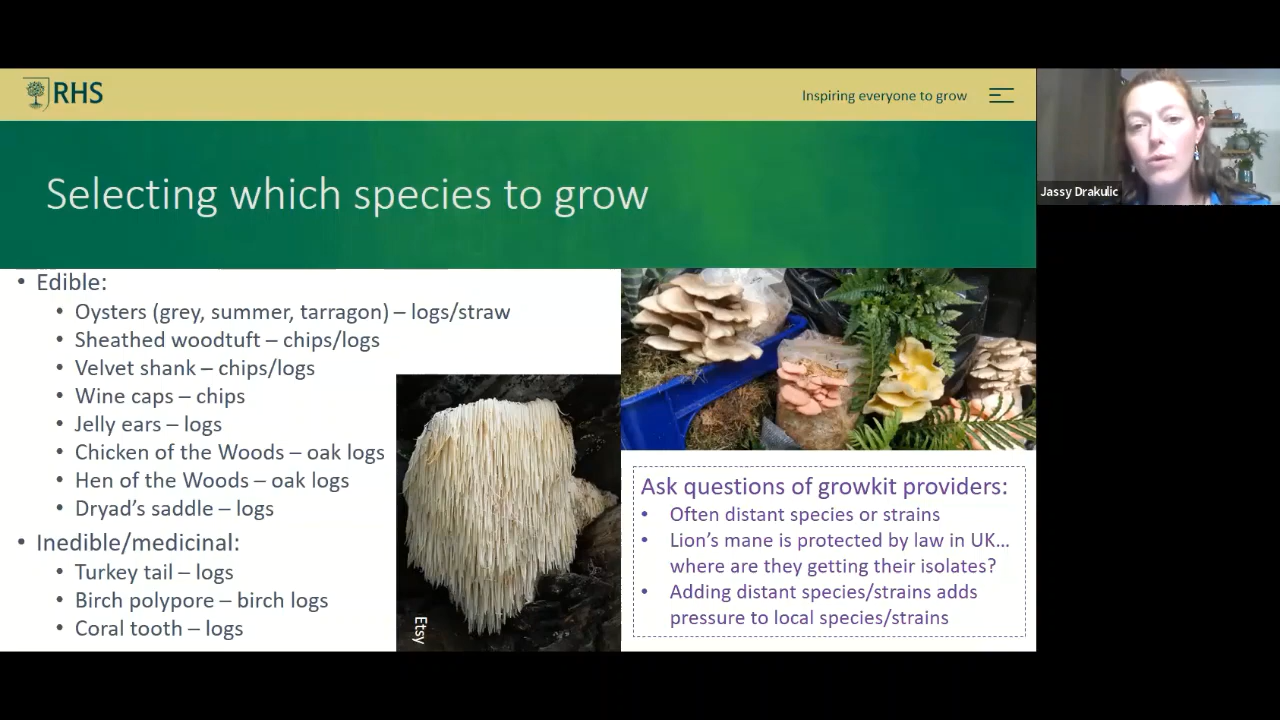 RHS
Inspiring everyone to grow
Jassy Drakulic
Selecting which species to grow
• Edible:
• Oysters (grey, summer, tarragon) – logs/straw
• Sheathed woodtuft – chips/logs
• Velvet shank – chips/logs
• Wine caps – chips
• Jelly ears – logs
• Chicken of the Woods – oak logs
• Hen of the Woods – oak logs
• Dryad's saddle – logs
• Inedible/medicinal:
• Turkey tail – logs
• Birch polypore – birch logs
• Coral tooth – logs
Etsy
Ask questions of growkit providers:
• Often distant species or strains
• Lion's mane is protected by law in UK...
where are they getting their isolates?
• Adding distant species/strains adds
pressure to local species/strains